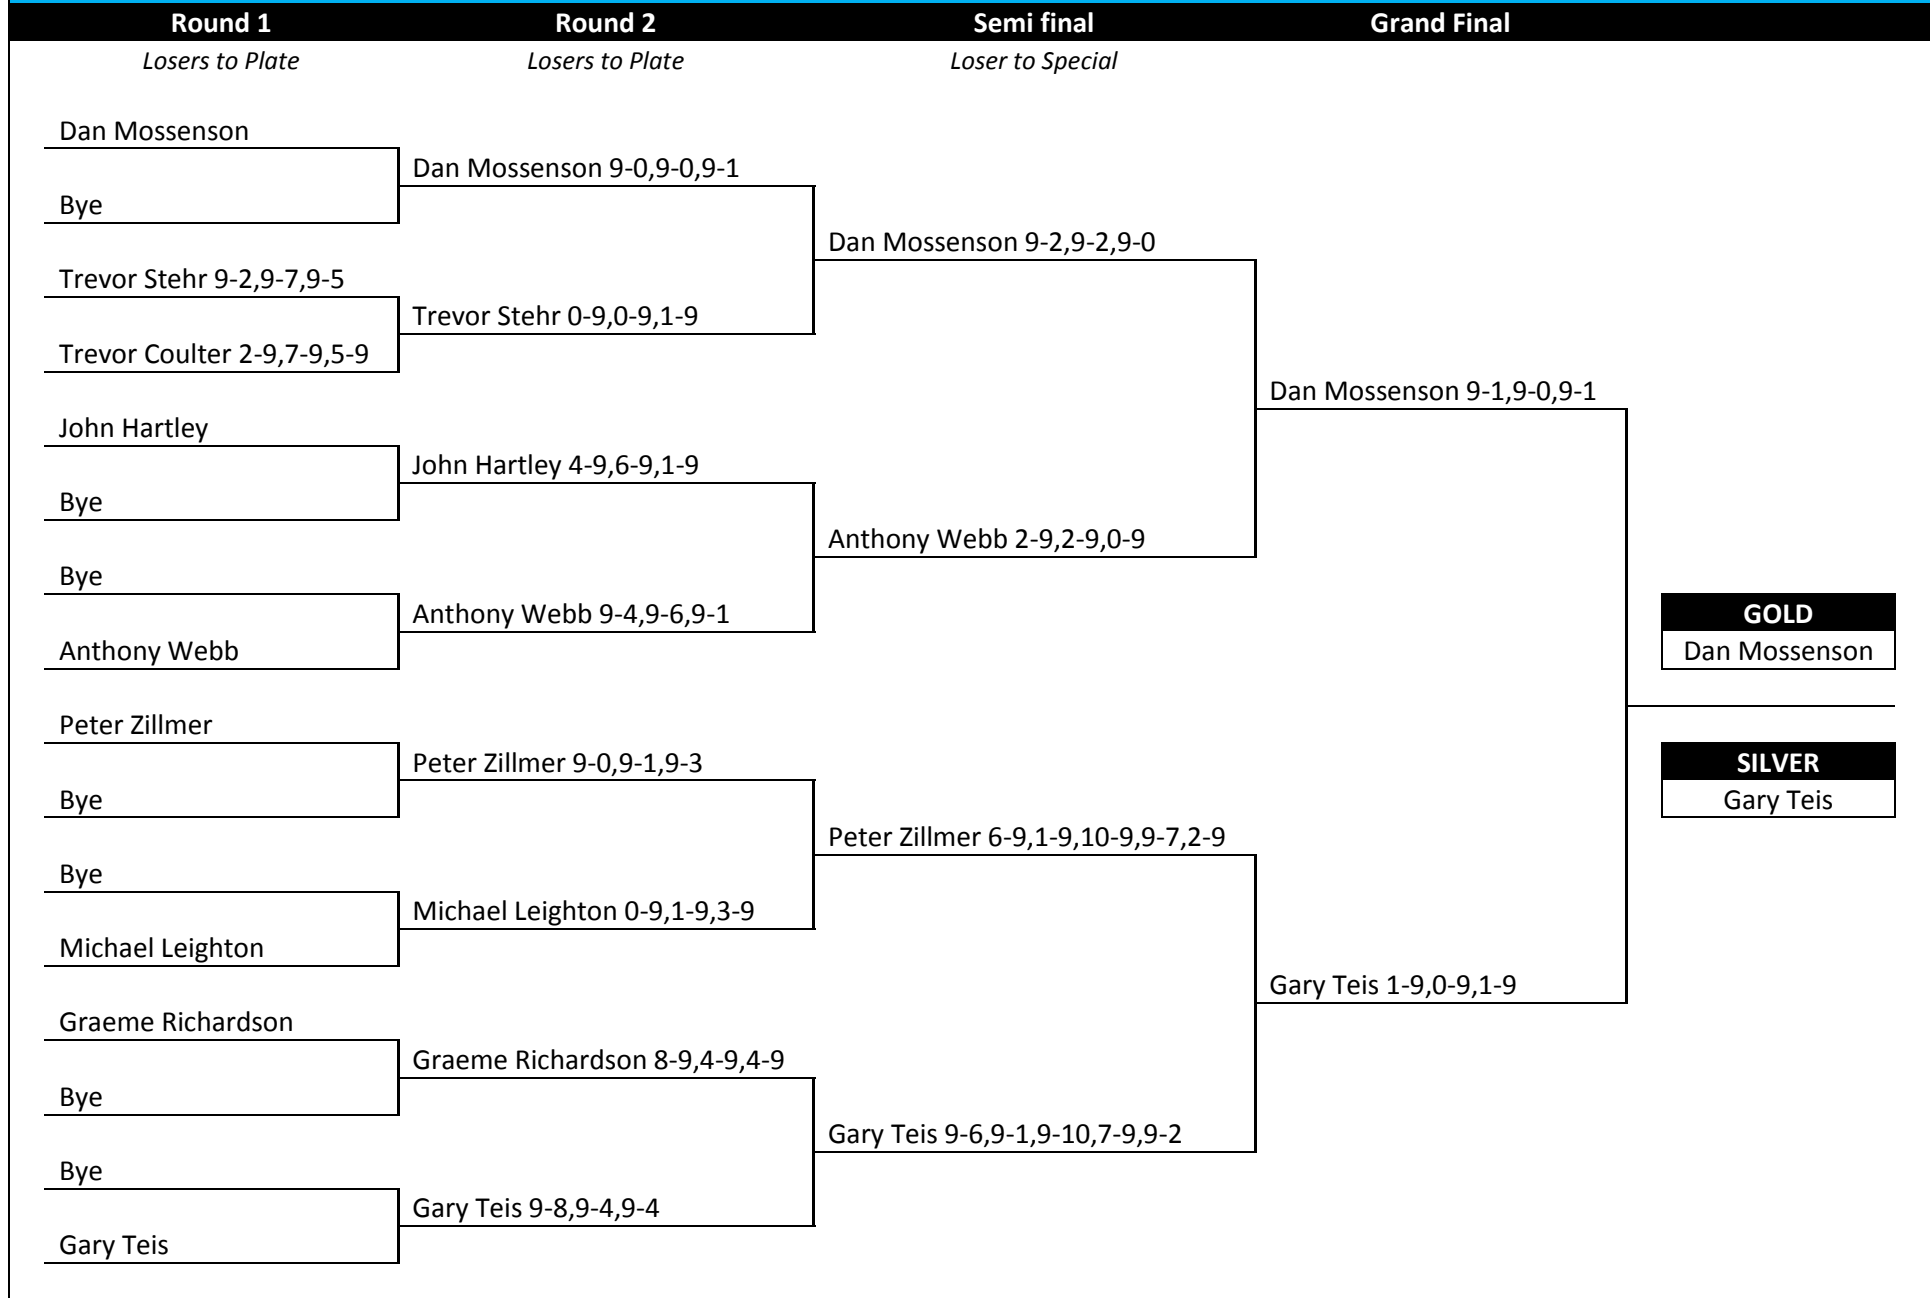 Round 1 Round 2 Semi final Grand Final
Losers to Plate Losers to Plate Loser to Special
Dan Mossenson
Dan Mossenson 9-0,9-0,9-1
Bye
Dan Mossenson 9-2,9-2,9-0
Trevor Stehr 9-2,9-7,9-5
Trevor Stehr 0-9,0-9,1-9
Trevor Coulter 2-9,7-9,5-9
Dan Mossenson 9-1,9-0,9-1
John Hartley
John Hartley 4-9,6-9,1-9
Bye
Anthony Webb 2-9,2-9,0-9
Bye
Anthony Webb 9-4,9-6,9-1 GOLD
Anthony Webb Dan Mossenson
Peter Zillmer
Peter Zillmer 9-0,9-1,9-3 SILVER
Bye Gary Teis
Peter Zillmer 6-9,1-9,10-9,9-7,2-9
Bye
Michael Leighton 0-9,1-9,3-9
Michael Leighton
Gary Teis 1-9,0-9,1-9
Graeme Richardson
Graeme Richardson 8-9,4-9,4-9
Bye
Gary Teis 9-6,9-1,9-10,7-9,9-2
Bye
Gary Teis 9-8,9-4,9-4
Gary Teis